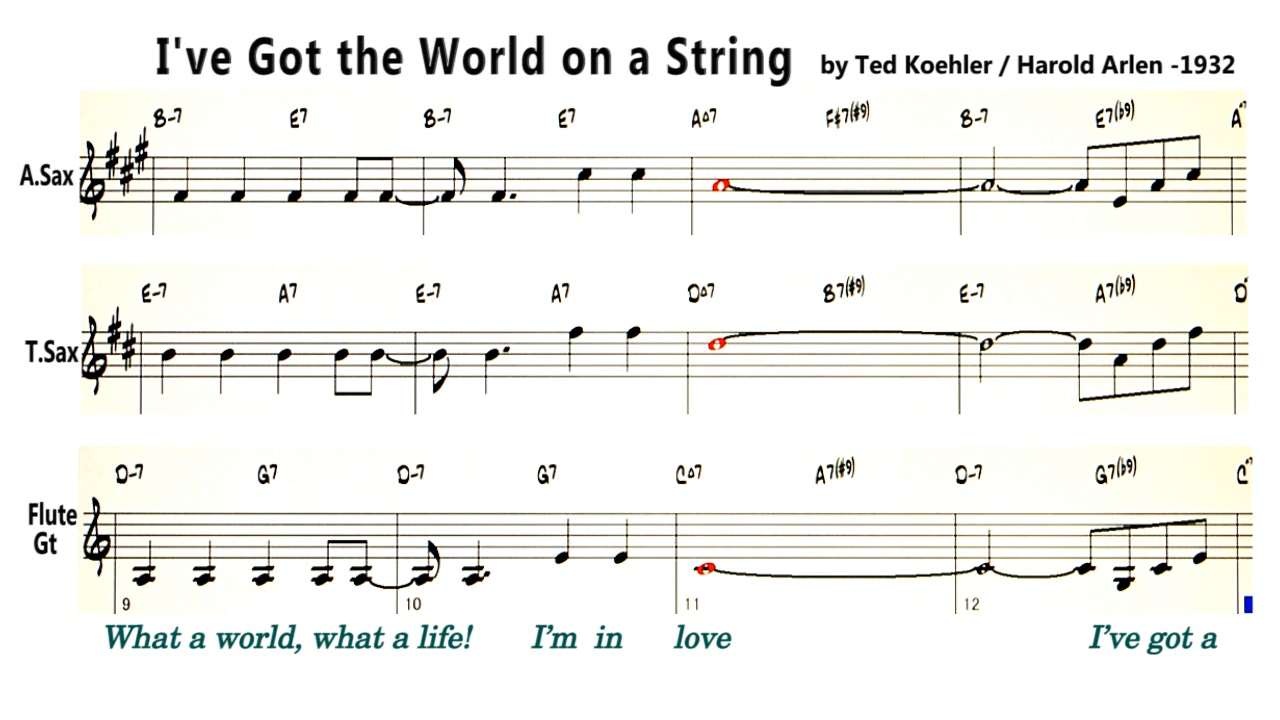 I've Got the World on a String by Ted Koehler / Harold Arlen -1932
B-7 E7 B-7 E7 A△7 F#7(#9) B-7 E7(b9) A△7
A.Sax
E-7 A7 E-7 A7 D△7 B7(#9) E-7 A7(b9) D
T.Sax
D-7 G7 D-7 G7 C△7 A7(#9) D-7 G7(b9) C△7
Flute
Gt
9 10 11 12
What a world, what a life! I'm in love I've got a